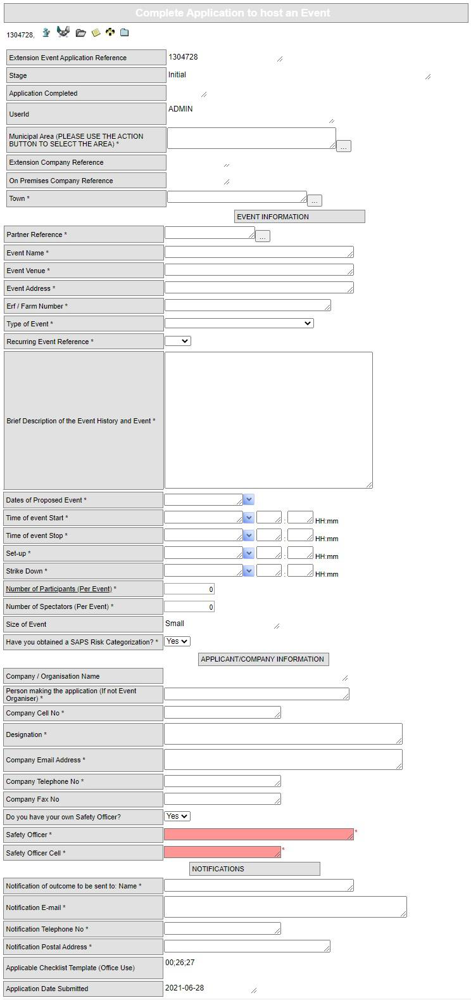 Complete Application to host an Event
1304728,
Extension Event Application Reference 1304728
Stage Initial
Application Completed
UserId ADMIN
Municipal Area (PLEASE USE THE ACTION
BUTTON TO SELECT THE AREA) * ...
Extension Company Reference
On Premises Company Reference
Town * ...
EVENT INFORMATION
Partner Reference * ...
Event Name *
Event Venue *
Event Address *
Erf / Farm Number *
Type of Event *
Recurring Event Reference *
Brief Description of the Event History and Event *
Dates of Proposed Event *
Time of event Start * : HH:mm
Time of event Stop * : HH:mm
Set-up * : HH:mm
Strike Down * : HH:mm
Number of Participants (Per Event) * 0
Number of Spectators (Per Event) * 0
Size of Event Small
Have you obtained a SAPS Risk Categorization? * Yes
APPLICANT/COMPANY INFORMATION
Company / Organisation Name
Person making the application (If not Event
Organiser) *
Company Cell No *
Designation *
Company Email Address *
Company Telephone No *
Company Fax No
Do you have your own Safety Officer? Yes
Safety Officer * *
Safety Officer Cell * *
NOTIFICATIONS
Notification of outcome to be sent to: Name *
Notification E-mail *
Notification Telephone No *
Notification Postal Address *
Applicable Checklist Template (Office Use) 00;26;27
Application Date Submitted 2021-06-28